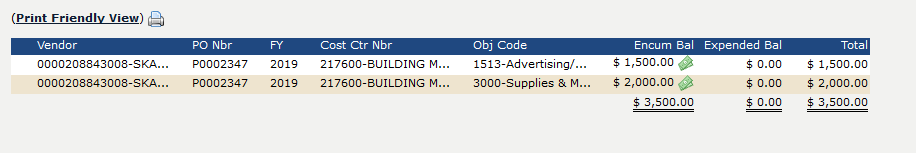 (Print Friendly View)
Vendor PO Nbr FY Cost Ctr Nbr Obj Code Encum Bal Expended Bal Total
0000208843008-SKA... P0002347 2019 217600-BUILDING M... 1513-Advertising/... $ 1,500.00 $ 0.00 $ 1,500.00
0000208843008-SKA... P0002347 2019 217600-BUILDING M... 3000-Supplies & M... $ 2,000.00 $ 0.00 $ 2,000.00
$ 3,500.00 $ 0.00 $ 3,500.00